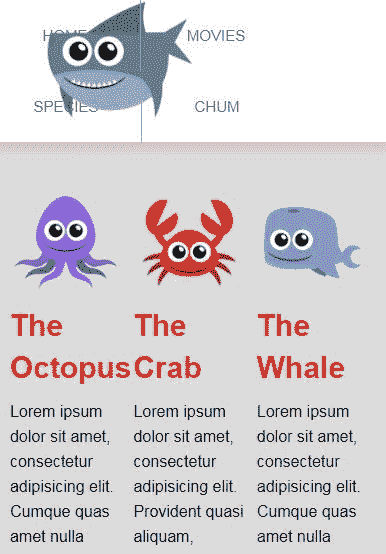 HOME MOVIES
SPECIES CHUM
The
Octopus
Lorem ipsum
dolor sit amet,
consectetur
adipisicing elit.
Cumque quas
amet nulla
The
Crab
Lorem ipsum
dolor sit amet,
consectetur
adipisicing elit.
Provident quasi
aliquam,
The
Whale
Lorem ipsum
dolor sit amet,
consectetur
adipisicing elit.
Cumque quas
amet nulla